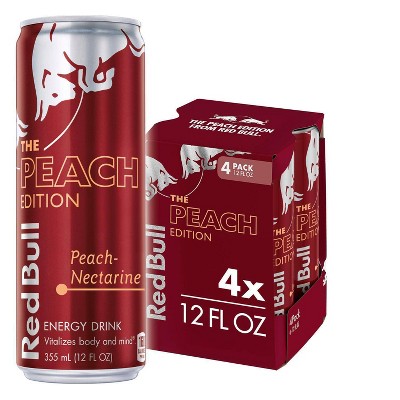 THE
PEACH
EDITION
Peach-
Nectarine
Red Bull
ENERGY DRINK
Vitalizes body and mind®
355 mL (12 FL OZ)
THE PEACH EDITION
FROM RED BULL.
4 PACK
12 FL OZ
THE
PEACH
EDITION
Red Bull
4x
12 FL OZ